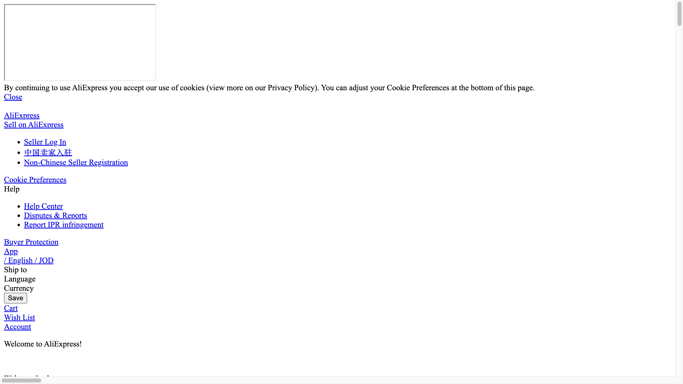 By continuing to use AliExpress you accept our use of cookies (view more on our Privacy Policy). You can adjust your Cookie Preferences at the bottom of this page.
Close
AliExpress
Sell on AliExpress
Seller Log In
中国卖家入驻
Non-Chinese Seller Registration
Cookie Preferences
Help
Help Center
Disputes & Reports
Report IPR infringement
Buyer Protection
App
/ English / JOD
Ship to
Language
Currency
Save
Cart
Wish List
Account
Welcome to AliExpress!